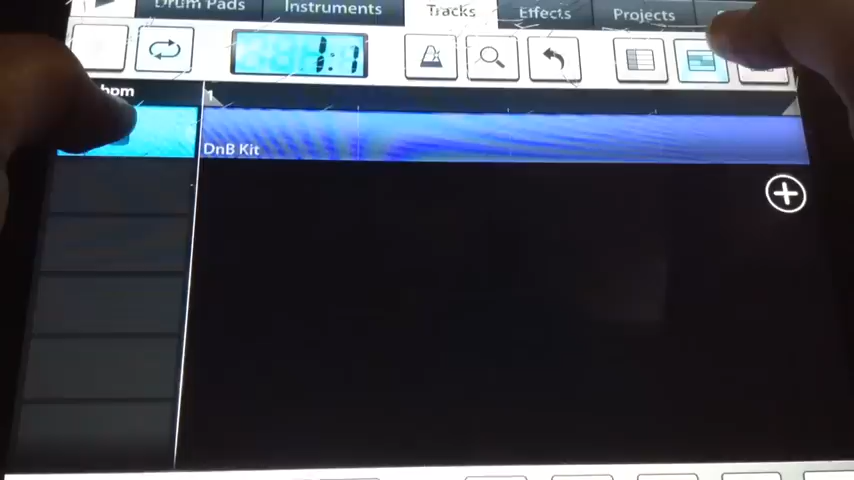 Drum Pads
Instruments
Tracks
Effects
Projects
1:1
bpm
1
DnB Kit